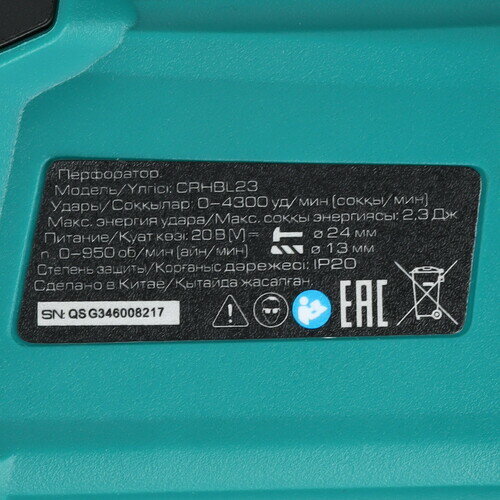 Перфоратор
Модель/Үлгісі: CRHBL23
Удары/Соққылар: 0-4300 уд/мин (соққы/мин)
Макс. энергия удара/Макс. соққы энергиясы: 2,3 Дж
Питание/Қуат көзі: 20 В ⎓ ø 24 мм
n₀ 0-950 об/мин (айн/мин) ø 13 мм
Степень защиты/Қорғаныс дәрежесі: IP20
Сделано в Китае/Қытайда жасалған
SN: QSG346008217
EAC